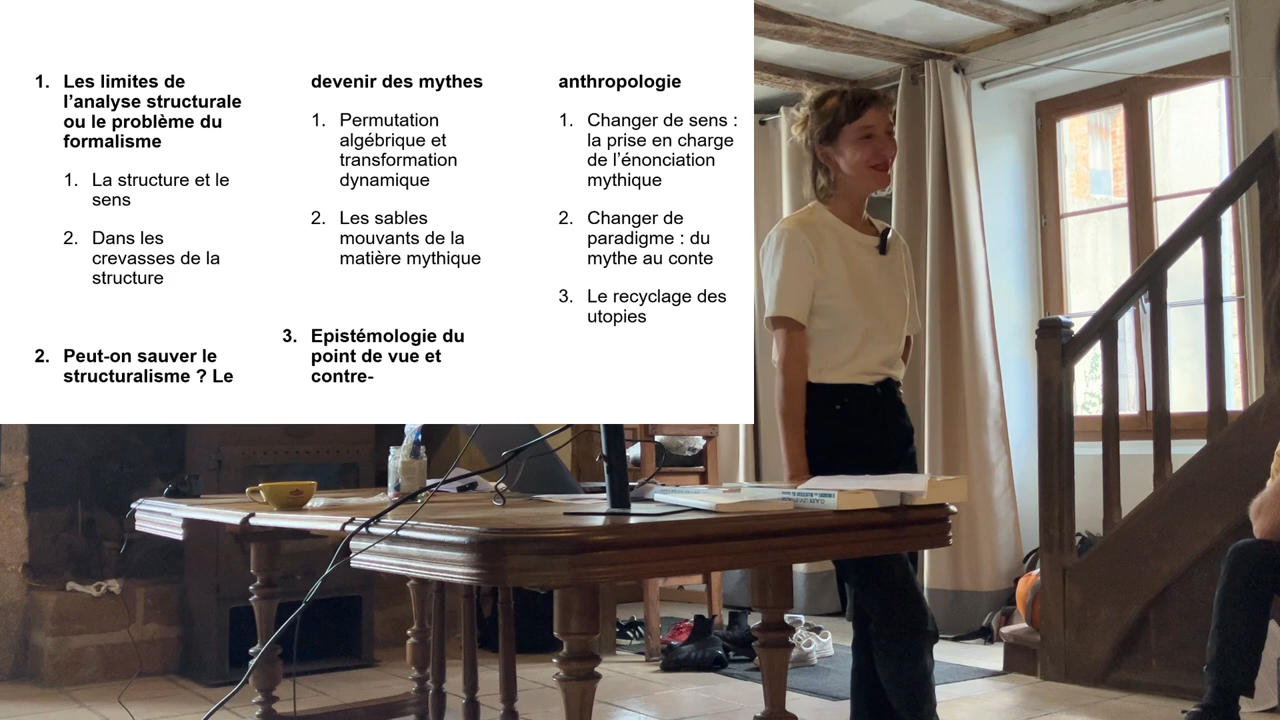 1. Les limites de
l’analyse structurale
ou le problème du
formalisme
1. La structure et le
sens
2. Dans les
crevasses de la
structure
2. Peut-on sauver le
structuralisme ? Le
devenir des mythes
1. Permutation
algébrique et
transformation
dynamique
2. Les sables
mouvants de la
matière mythique
3. Epistémologie du
point de vue et
contre-
anthropologie
1. Changer de sens :
la prise en charge
de l’énonciation
mythique
2. Changer de
paradigme : du
mythe au conte
3. Le recyclage des
utopies